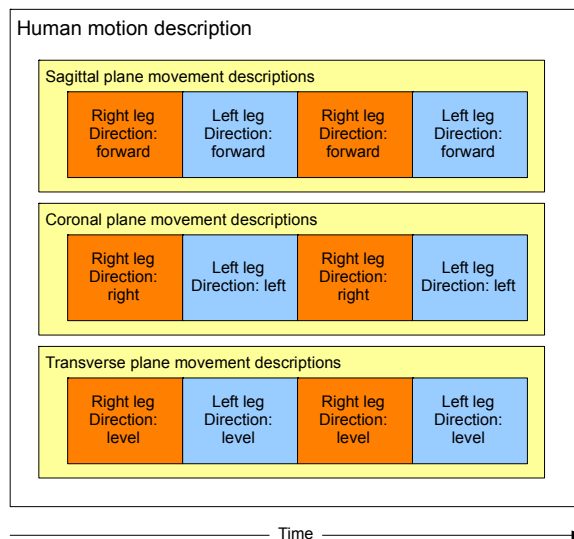 Human motion description
Sagittal plane movement descriptions
Right leg
Direction:
forward
Left leg
Direction:
forward
Right leg
Direction:
forward
Left leg
Direction:
forward
Coronal plane movement descriptions
Right leg
Direction:
right
Left leg
Direction: left
Right leg
Direction:
right
Left leg
Direction: left
Transverse plane movement descriptions
Right leg
Direction:
level
Left leg
Direction:
level
Right leg
Direction:
level
Left leg
Direction:
level
Time